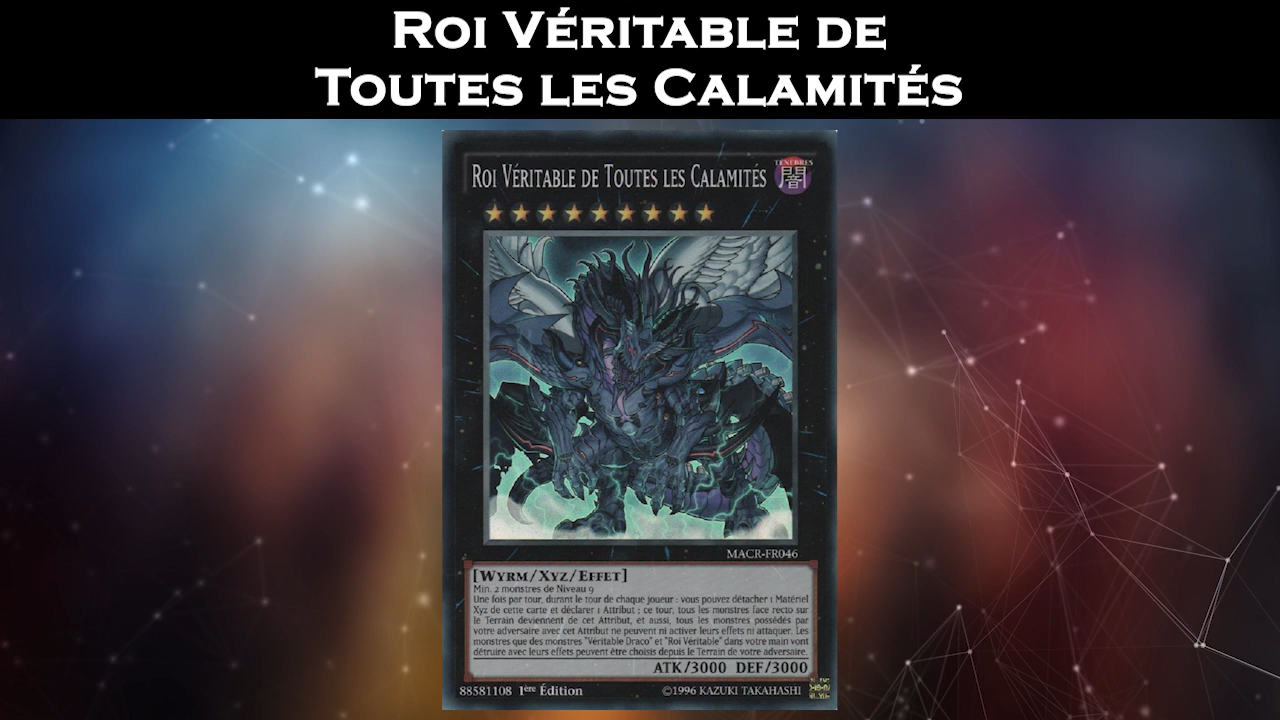 Roi Véritable de
Toutes les Calamités
Roi Véritable de Toutes les Calamités
TÉNÈBRES
闇
MACR-FR046
[Wyrm/Xyz/Effet]
Min. 2 monstres de Niveau 9
Une fois par tour, durant le tour de chaque joueur : vous pouvez détacher 1 Matériel
Xyz de cette carte et déclarer 1 Attribut ; ce tour, tous les monstres face recto sur
le Terrain deviennent de cet Attribut, et aussi, tous les monstres possédés par
votre adversaire avec cet Attribut ne peuvent ni activer leurs effets ni attaquer. Les
monstres que des monstres "Véritable Draco" et "Roi Véritable" dans votre main vont
détruire avec leurs effets peuvent être choisis depuis le Terrain de votre adversaire.
ATK/3000 DEF/3000
88581108 1ère Édition ©1996 KAZUKI TAKAHASHI